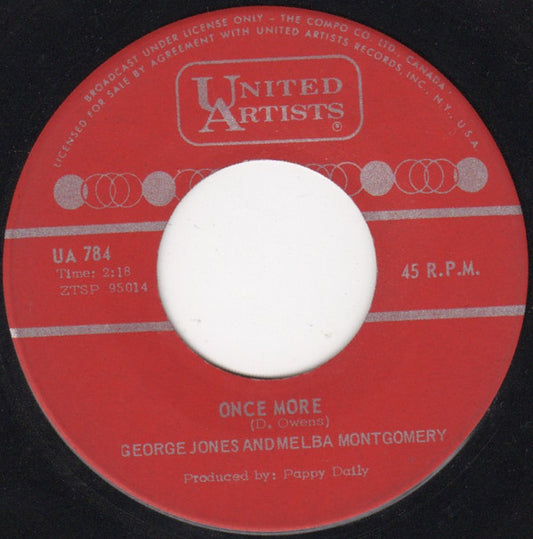 BROADCAST UNDER LICENSE ONLY - THE COMPO CO. LTD., CANADA
LICENSED FOR SALE BY AGREEMENT WITH UNITED ARTISTS RECORDS, INC., N.Y., U.S.A.
UNITED
ARTISTS
®
UA 784
Time: 2:18
ZTSP 95014
45 R.P.M.
ONCE MORE
(D. Owens)
GEORGE JONES AND MELBA MONTGOMERY
Produced by: Pappy Daily